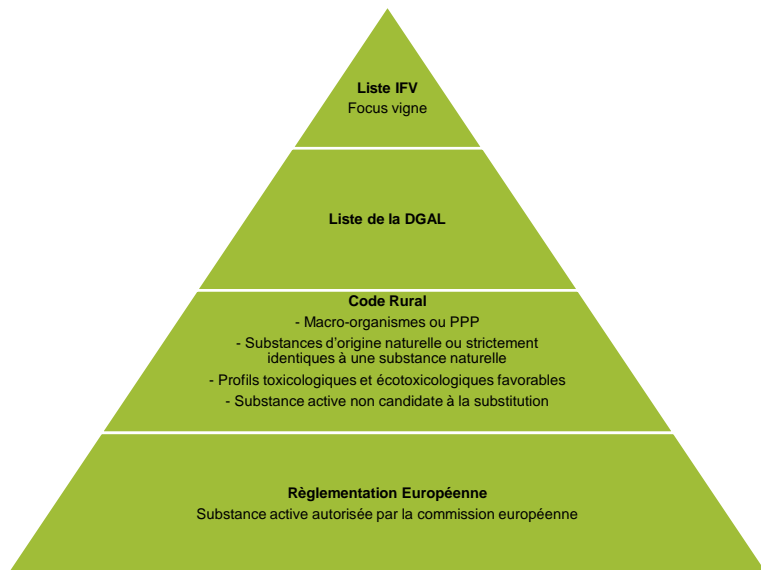 Liste IFV
Focus vigne
Liste de la DGAL
Code Rural
- Macro-organismes ou PPP
- Substances d'origine naturelle ou strictement
identiques à une substance naturelle
- Profils toxicologiques et écotoxicologiques favorables
- Substance active non candidate à la substitution
Règlementation Européenne
Substance active autorisée par la commission européenne